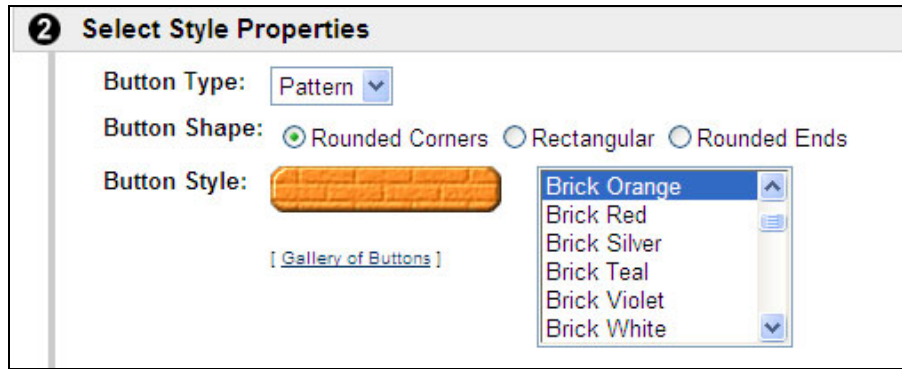 2 Select Style Properties
Button Type: Pattern
Button Shape: Rounded Corners Rectangular Rounded Ends
Button Style: Brick Orange
Brick Red
Brick Silver
[ Gallery of Buttons ] Brick Teal
Brick Violet
Brick White